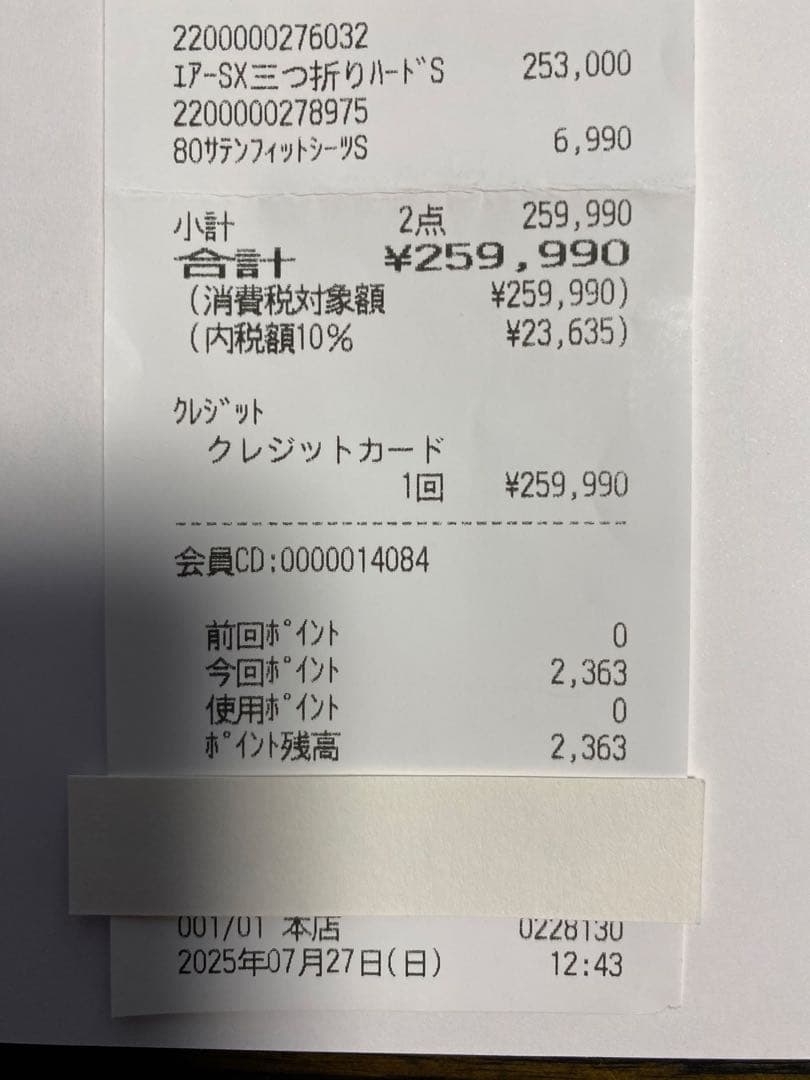 2200000276032
ｴｱｰSX三つ折りﾊｰﾄﾞS 253,000
2200000278975
80ｻﾃﾝﾌｨｯﾄｼｰﾂS 6,990
小計 2点 259,990
合計 ¥259,990
(消費税対象額 ¥259,990)
(内税額10% ¥23,635)
ｸﾚｼﾞｯﾄ
クレジットカード
1回 ¥259,990
会員CD:0000014084
前回ﾎﾟｲﾝﾄ 0
今回ﾎﾟｲﾝﾄ 2,363
使用ﾎﾟｲﾝﾄ 0
ﾎﾟｲﾝﾄ残高 2,363
001/01 本店 0228130
2025年07月27日(日) 12:43